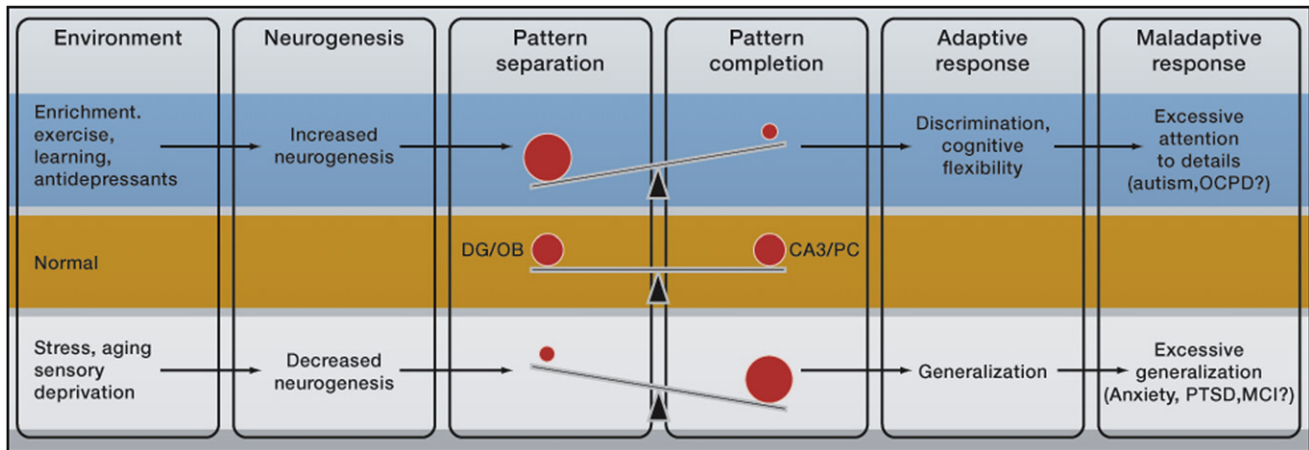 Environment
Neurogenesis
Pattern
separation
Pattern
completion
Adaptive
response
Maladaptive
response
Enrichment.
exercise,
learning,
antidepressants
Increased
neurogenesis
Discrimination,
cognitive
flexibility
Excessive
attention
to details
(autism,OCPD?)
Normal
DG/OB
CA3/PC
Stress, aging
sensory
deprivation
Decreased
neurogenesis
Generalization
Excessive
generalization
(Anxiety, PTSD,MCI?)